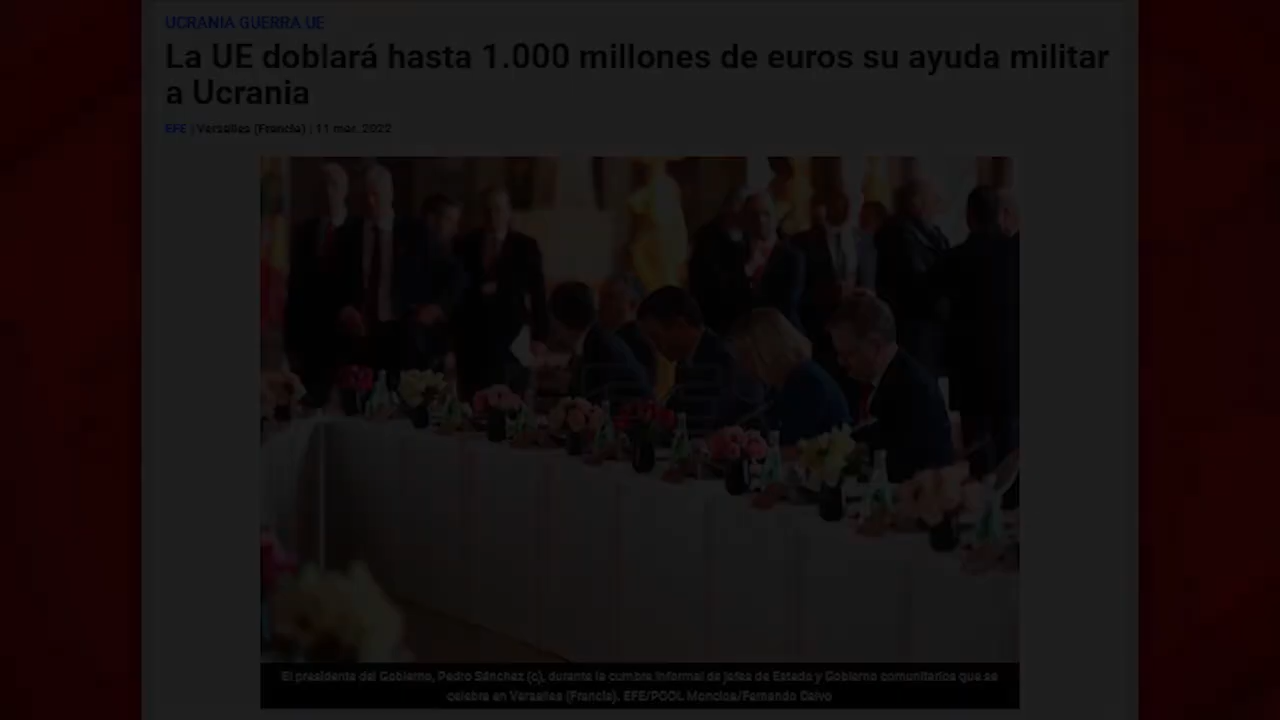 UCRANIA GUERRA UE
La UE doblará hasta 1.000 millones de euros su ayuda militar
a Ucrania
EFE | Versalles (Francia) | 11 mar. 2022
El presidente del Gobierno, Pedro Sánchez (c), durante la cumbre informal de jefes de Estado y Gobierno comunitarios que se
celebra en Versalles (Francia). EFE/POOL Moncloa/Fernando Calvo